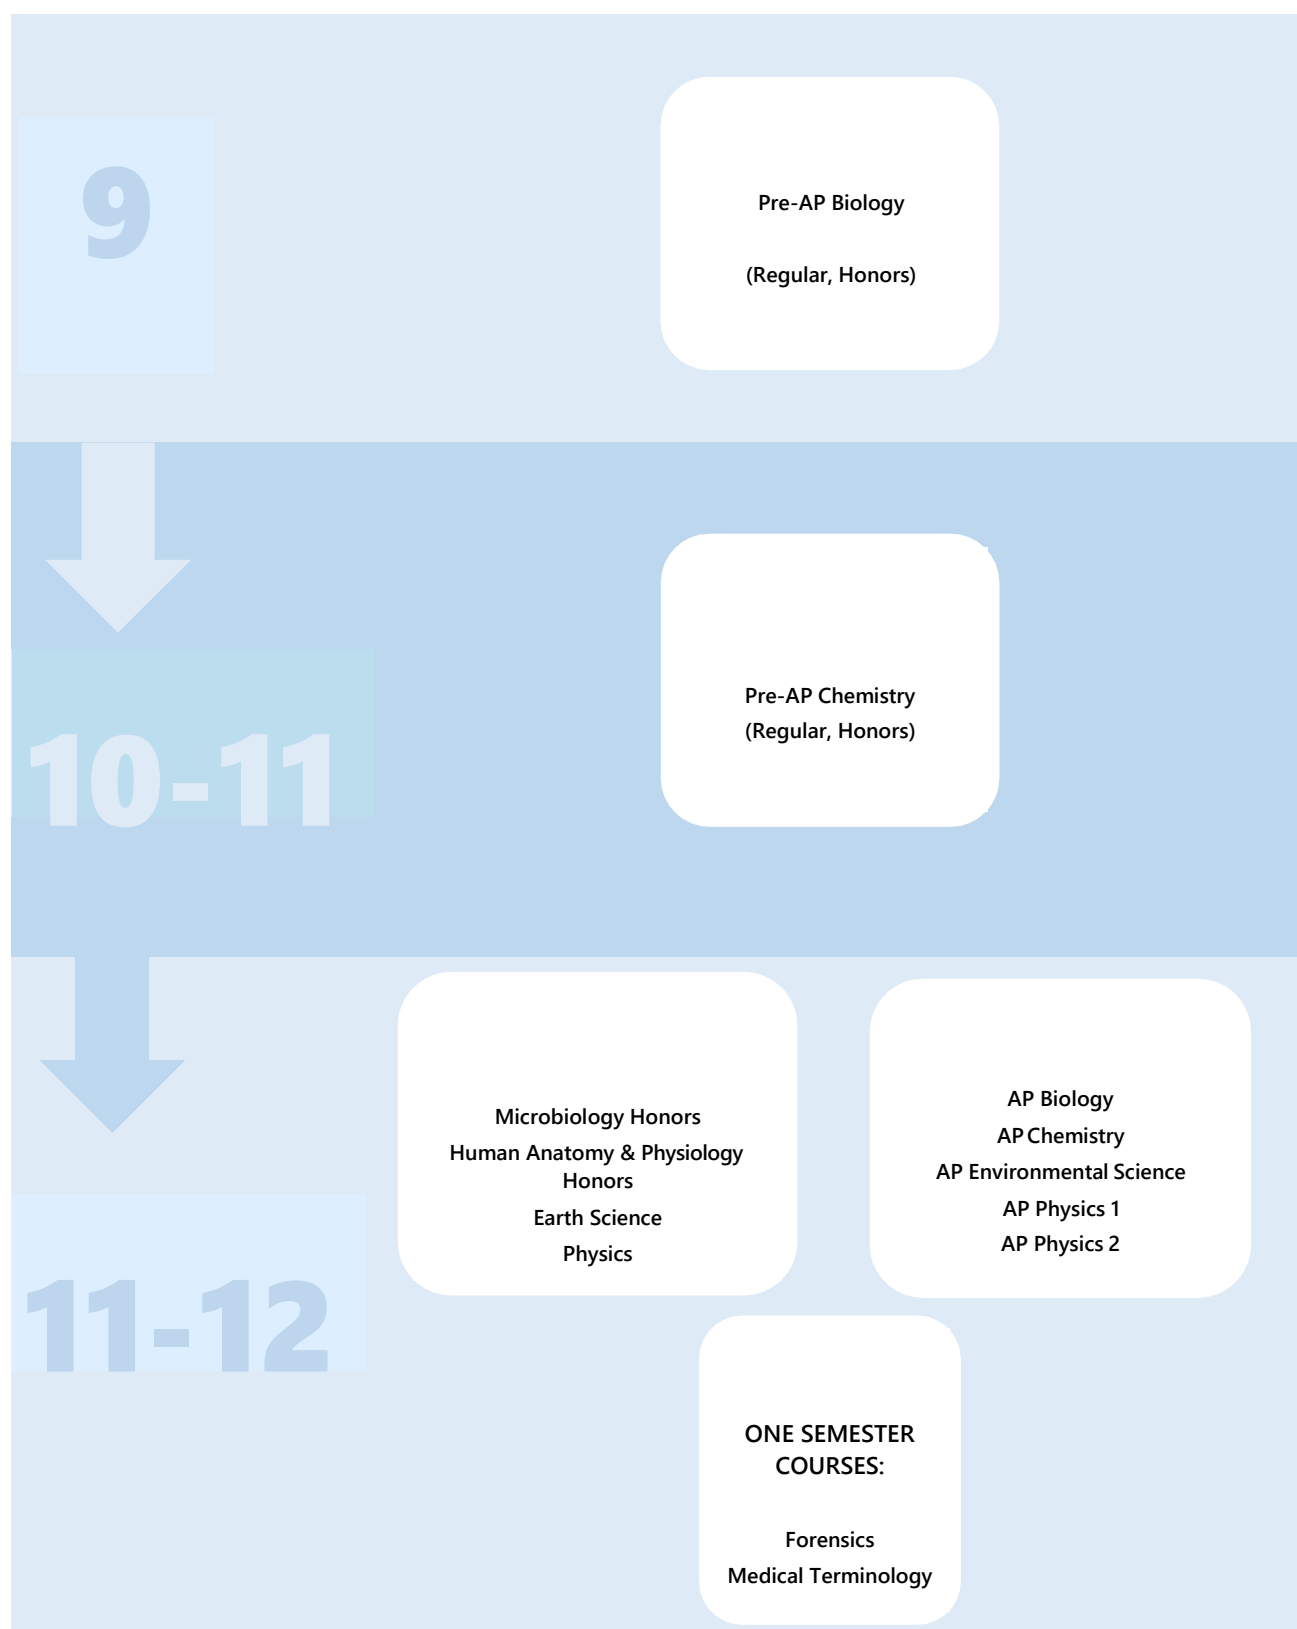 9
Pre-AP Biology
(Regular, Honors)
10-11
Pre-AP Chemistry
(Regular, Honors)
11-12
Microbiology Honors
Human Anatomy & Physiology
Honors
Earth Science
Physics
AP Biology
AP Chemistry
AP Environmental Science
AP Physics 1
AP Physics 2
ONE SEMESTER
COURSES:
Forensics
Medical Terminology